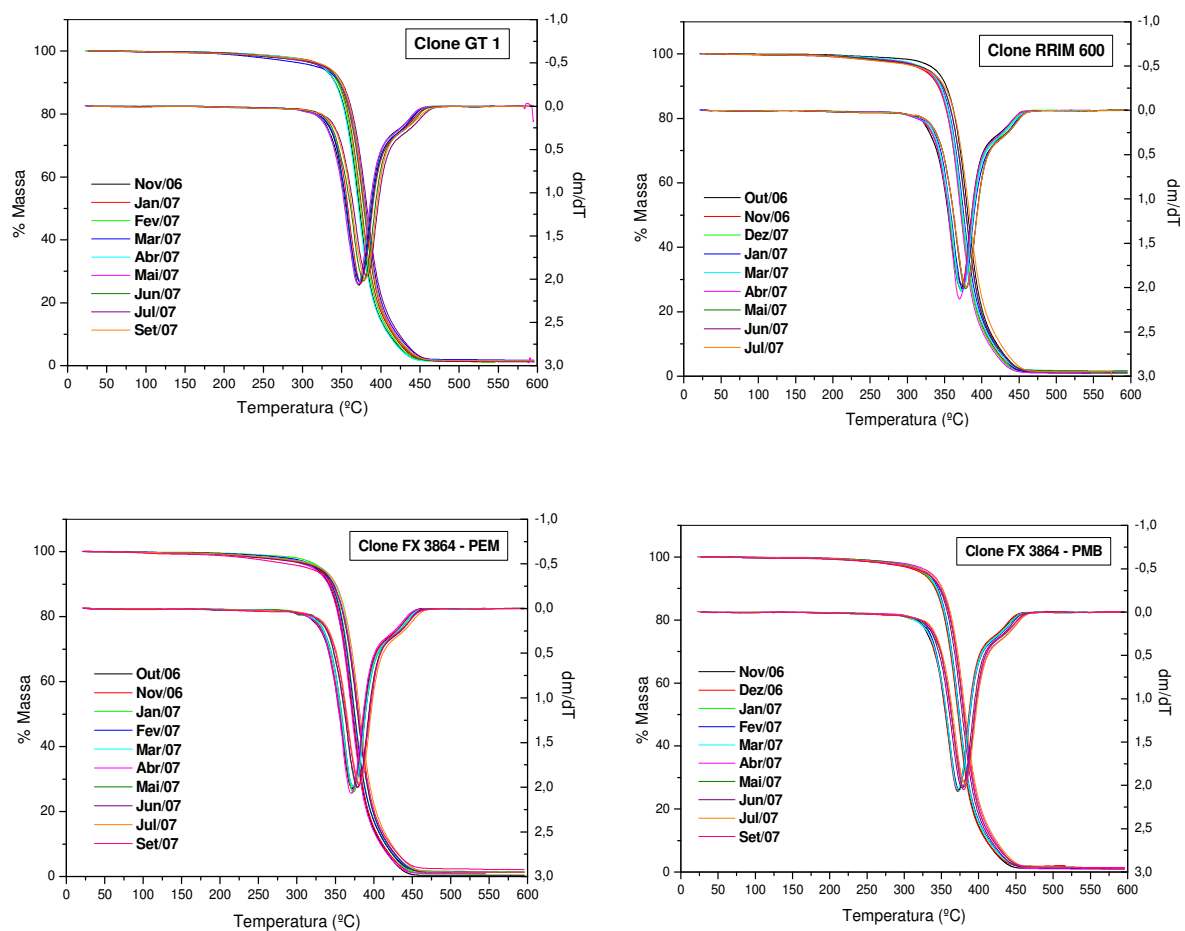 Clone GT 1
% Massa
100
80
60
40
20
0
-1,0
-0,5
0,0
0,5
1,0
1,5
2,0
2,5
3,0
dm/dT
Nov/06
Jan/07
Fev/07
Mar/07
Abr/07
Mai/07
Jun/07
Jul/07
Set/07
0 50 100 150 200 250 300 350 400 450 500 550 600
Temperatura (ºC)
Clone RRIM 600
% Massa
100
80
60
40
20
0
-1,0
-0,5
0,0
0,5
1,0
1,5
2,0
2,5
3,0
dm/dT
Out/06
Nov/06
Dez/06
Jan/07
Mar/07
Abr/07
Mai/07
Jun/07
Jul/07
0 50 100 150 200 250 300 350 400 450 500 550 600
Temperatura (ºC)
Clone FX 3864 - PEM
% Massa
100
80
60
40
20
0
-1,0
-0,5
0,0
0,5
1,0
1,5
2,0
2,5
3,0
dm/dT
Out/06
Nov/06
Jan/07
Fev/07
Mar/07
Abr/07
Mai/07
Jun/07
Jul/07
Set/07
0 50 100 150 200 250 300 350 400 450 500 550 600
Temperatura (ºC)
Clone FX 3864 - PMB
% Massa
100
80
60
40
20
0
-1,0
-0,5
0,0
0,5
1,0
1,5
2,0
2,5
3,0
dm/dT
Nov/06
Dez/06
Jan/07
Fev/07
Mar/07
Abr/07
Mai/07
Jun/07
Jul/07
Set/07
0 50 100 150 200 250 300 350 400 450 500 550 600
Temperatura (ºC)